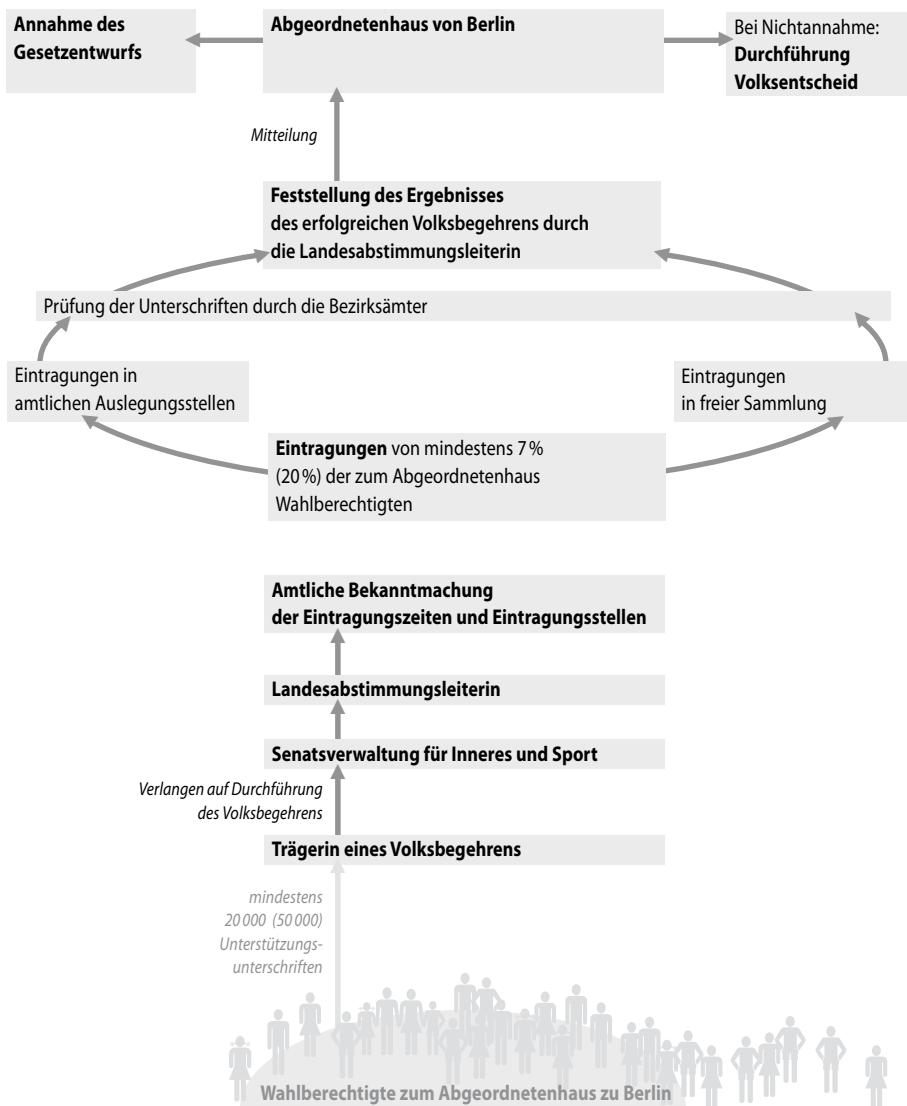 Annahme des
Gesetzentwurfs
Abgeordnetenhaus von Berlin
Bei Nichtannahme:
Durchführung
Volksentscheid
Mitteilung
Feststellung des Ergebnisses
des erfolgreichen Volksbegehrens durch
die Landesabstimmungsleiterin
Prüfung der Unterschriften durch die Bezirksämter
Eintragungen in
amtlichen Auslegungsstellen
Eintragungen
in freier Sammlung
Eintragungen von mindestens 7 %
(20 %) der zum Abgeordnetenhaus
Wahlberechtigten
Amtliche Bekanntmachung
der Eintragungszeiten und Eintragungsstellen
Landesabstimmungsleiterin
Senatsverwaltung für Inneres und Sport
Verlangen auf Durchführung
des Volksbegehrens
Trägerin eines Volksbegehrens
mindestens
20 000 (50 000)
Unterstützungs-
unterschriften
Wahlberechtigte zum Abgeordnetenhaus zu Berlin